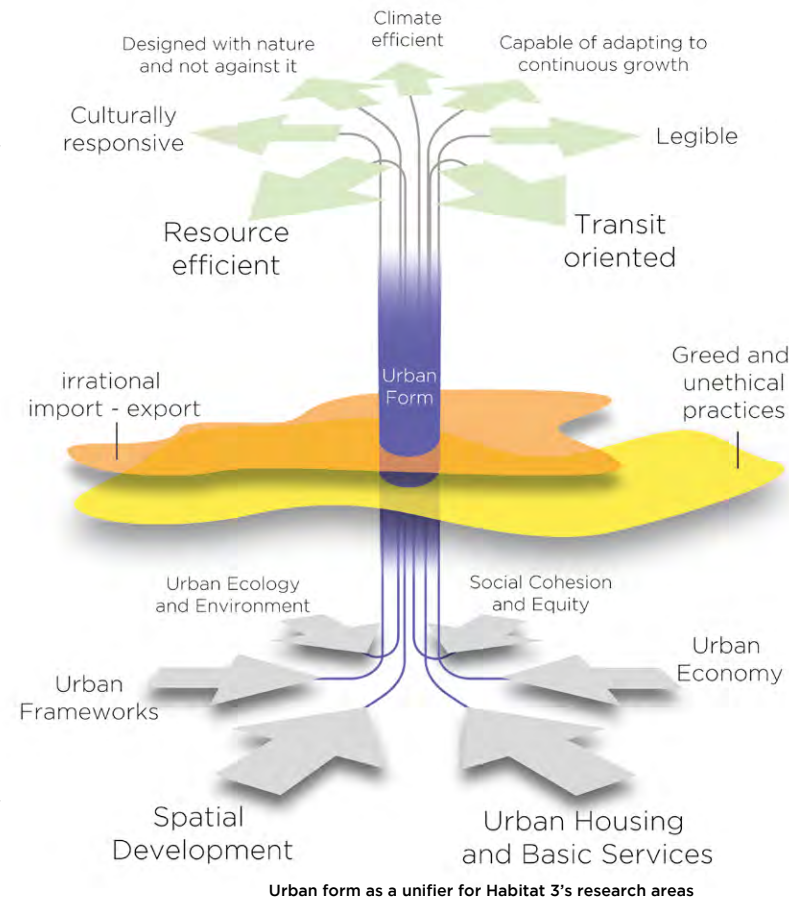 Climate
efficient
Designed with nature
and not against it
Capable of adapting to
continuous growth
Culturally
responsive
Legible
Resource
efficient
Transit
oriented
Urban
Form
irrational
import - export
Greed and
unethical
practices
Urban Ecology
and Environment
Social Cohesion
and Equity
Urban
Frameworks
Urban
Economy
Spatial
Development
Urban Housing
and Basic Services
Urban form as a unifier for Habitat 3's research areas